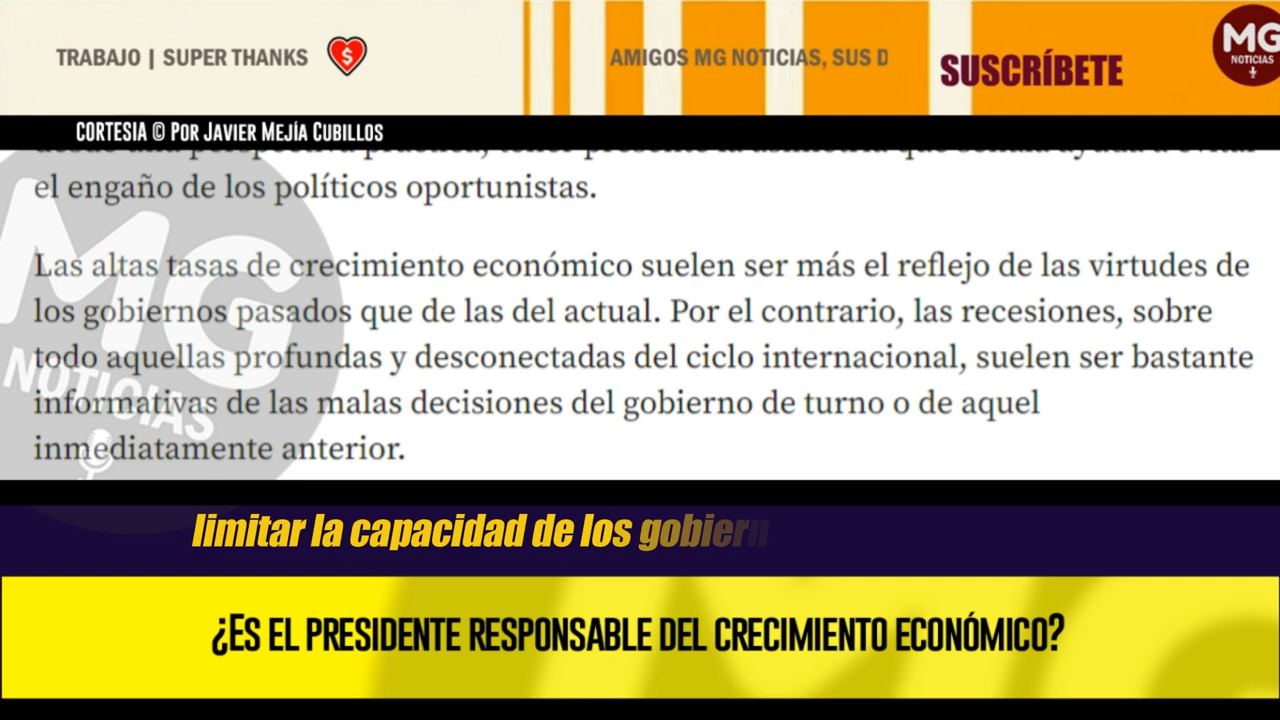 TRABAJO | SUPER THANKS
AMIGOS MG NOTICIAS, SUS D
SUSCRÍBETE
MG
NOTICIAS
CORTESIA © POR JAVIER MEJÍA CUBILLOS
el engaño de los políticos oportunistas.
Las altas tasas de crecimiento económico suelen ser más el reflejo de las virtudes de
los gobiernos pasados que de las del actual. Por el contrario, las recesiones, sobre
todo aquellas profundas y desconectadas del ciclo internacional, suelen ser bastante
informativas de las malas decisiones del gobierno de turno o de aquel
inmediatamente anterior.
MG
NOTICIAS
limitar la capacidad de los gobiern
¿ES EL PRESIDENTE RESPONSABLE DEL CRECIMIENTO ECONÓMICO?